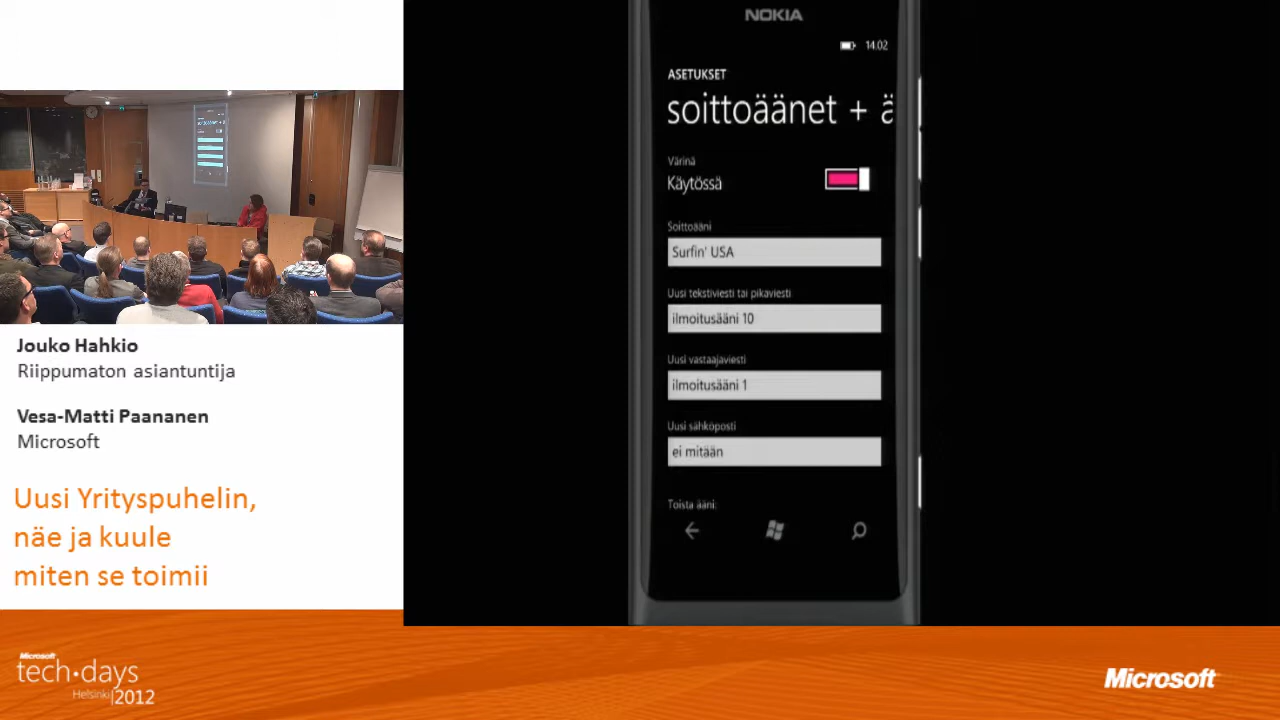 Jouko Hahkio
Riippumaton asiantuntija
Vesa-Matti Paananen
Microsoft
Uusi Yrityspuhelin,
näe ja kuule
miten se toimii
NOKIA
14.02
ASETUKSET
soittoäänet + ä
Värinä
Käytössä
Soittoääni
Surfin' USA
Uusi tekstiviesti tai pikaviesti
ilmoitusääni 10
Uusi vastaajaviesti
ilmoitusääni 1
Uusi sähköposti
ei mitään
Toista ääni:
Microsoft
tech·days
Helsinki|2012
Microsoft